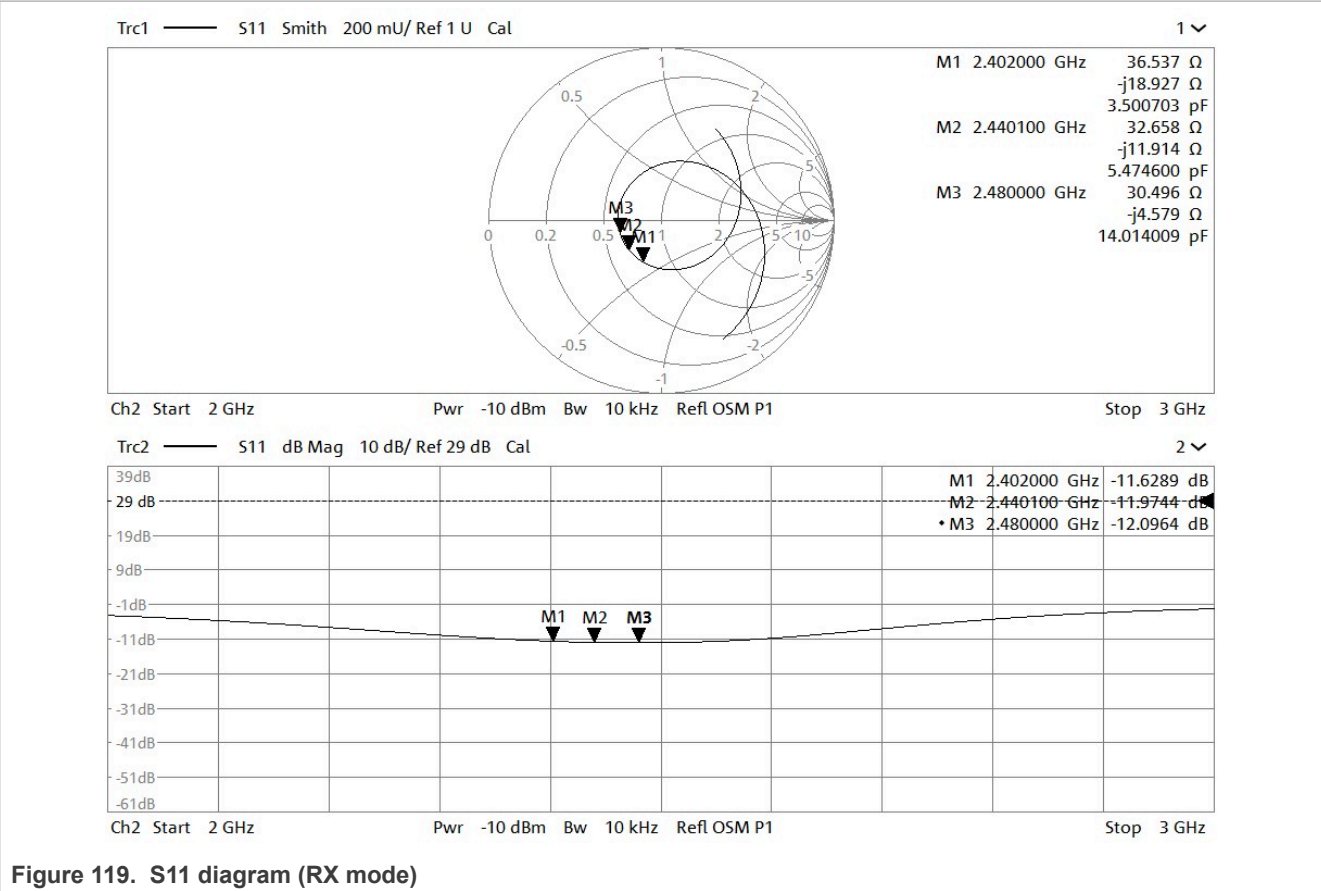 Trc1 S11 Smith 200 mU/ Ref 1 U Cal 1
M1 2.402000 GHz 36.537 Ω
-j18.927 Ω
3.500703 pF
M2 2.440100 GHz 32.658 Ω
-j11.914 Ω
5.474600 pF
M3 2.480000 GHz 30.496 Ω
-j4.579 Ω
14.014009 pF
1
0.5 2
5
M3
M2
M1
0 0.2 0.5 1 2 5 10
-5
-0.5 -2
-1
Ch2 Start 2 GHz Pwr -10 dBm Bw 10 kHz Refl OSM P1 Stop 3 GHz
Trc2 S11 dB Mag 10 dB/ Ref 29 dB Cal 2
39dB
M1 2.402000 GHz -11.6289 dB
29 dB
M2 2.440100 GHz -11.9744 dB
• M3 2.480000 GHz -12.0964 dB
19dB
9dB
-1dB
M1 M2 M3
-11dB
-21dB
-31dB
-41dB
-51dB
-61dB
Ch2 Start 2 GHz Pwr -10 dBm Bw 10 kHz Refl OSM P1 Stop 3 GHz
Figure 119. S11 diagram (RX mode)